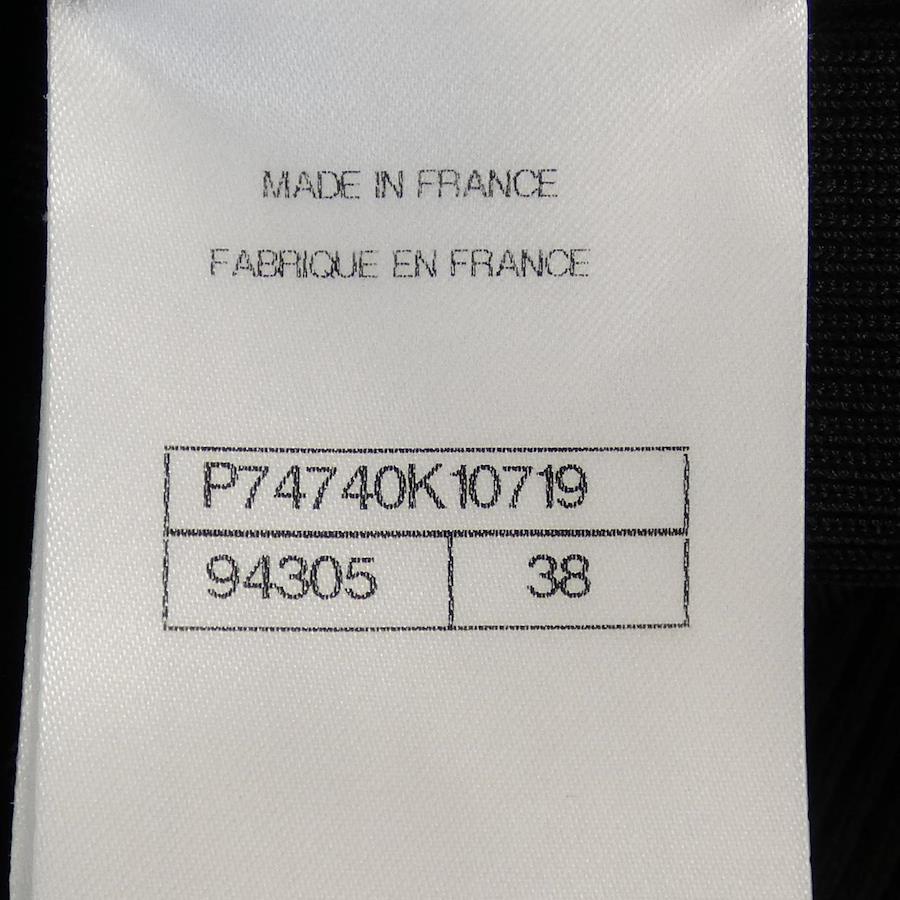 MADE IN FRANCE
FABRIQUE EN FRANCE
P74740K10719
94305 38